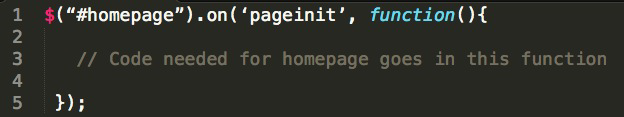 1 $(“#homepage”).on(‘pageinit’, function(){
2
3 // Code needed for homepage goes in this function
4
5 });